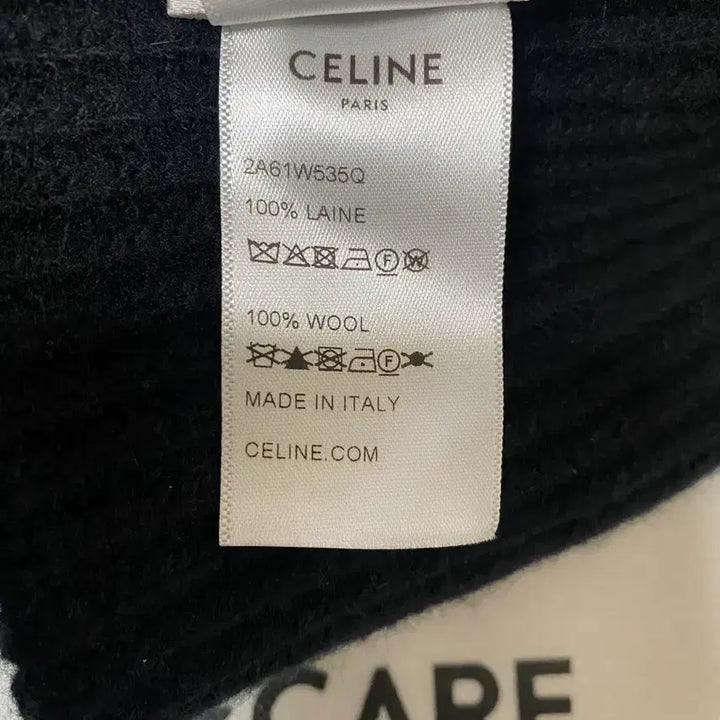 CELINE
PARIS
2A61W535Q
100% LAINE
F W
100% WOOL
F
MADE IN ITALY
CELINE.COM
CARE